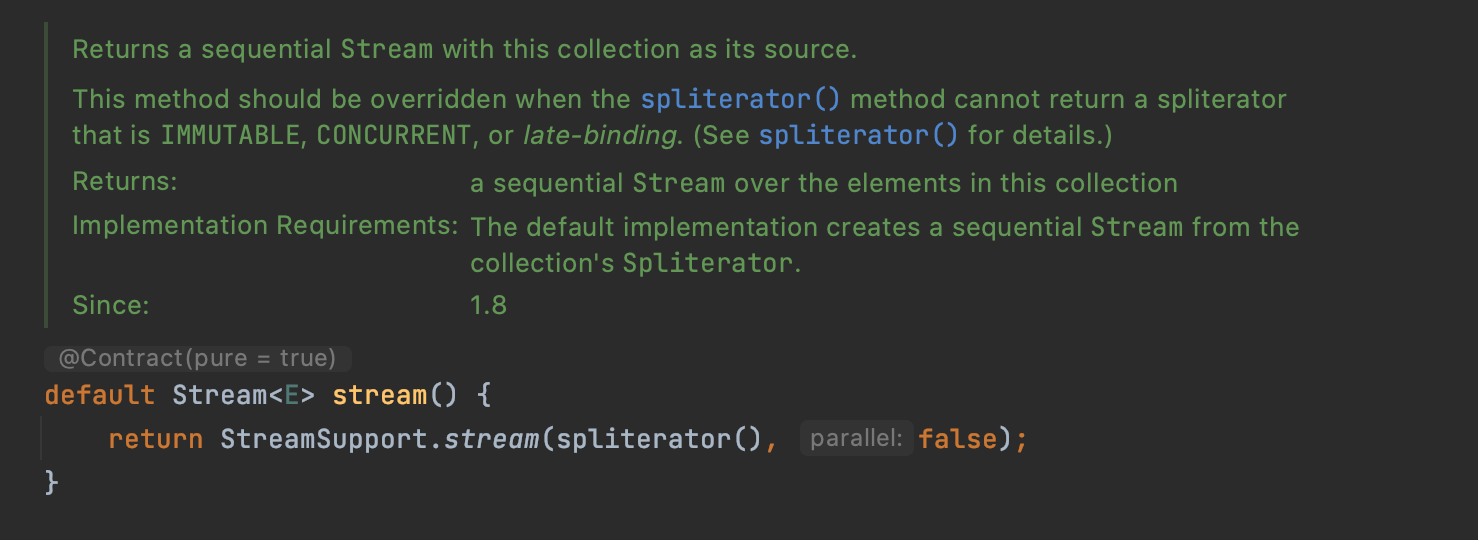 Returns a sequential Stream with this collection as its source.
This method should be overridden when the spliterator() method cannot return a spliterator
that is IMMUTABLE, CONCURRENT, or late-binding. (See spliterator() for details.)
Returns: a sequential Stream over the elements in this collection
Implementation Requirements: The default implementation creates a sequential Stream from the
collection's Spliterator.
Since: 1.8
@Contract(pure = true)
default Stream<E> stream() {
    return StreamSupport.stream(spliterator(), parallel: false);
}